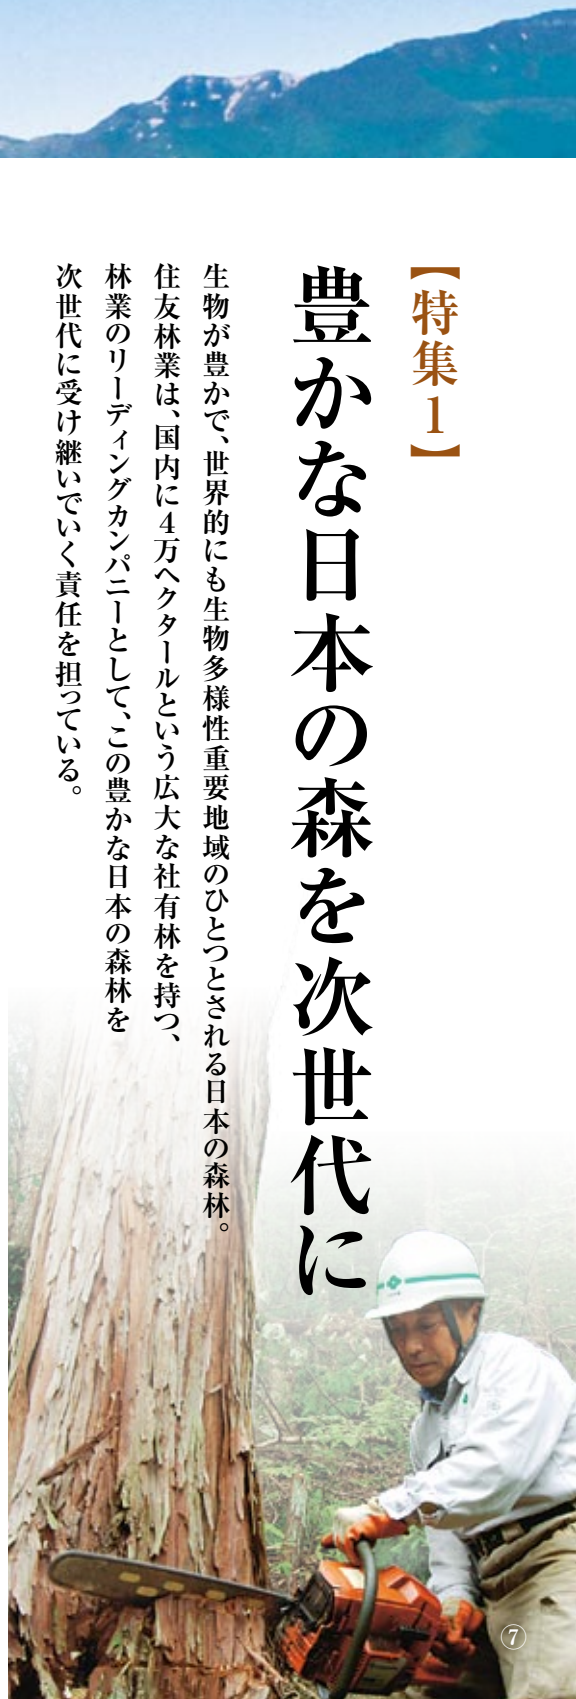 【特集1】
豊かな日本の森を次世代に
生物が豊かで、世界的にも生物多様性重要地域のひとつとされる日本の森林。
住友林業は、国内に4万ヘクタールという広大な社有林を持つ、
林業のリーディングカンパニーとして、この豊かな日本の森林を
次世代に受け継いでいく責任を担っている。
⑦